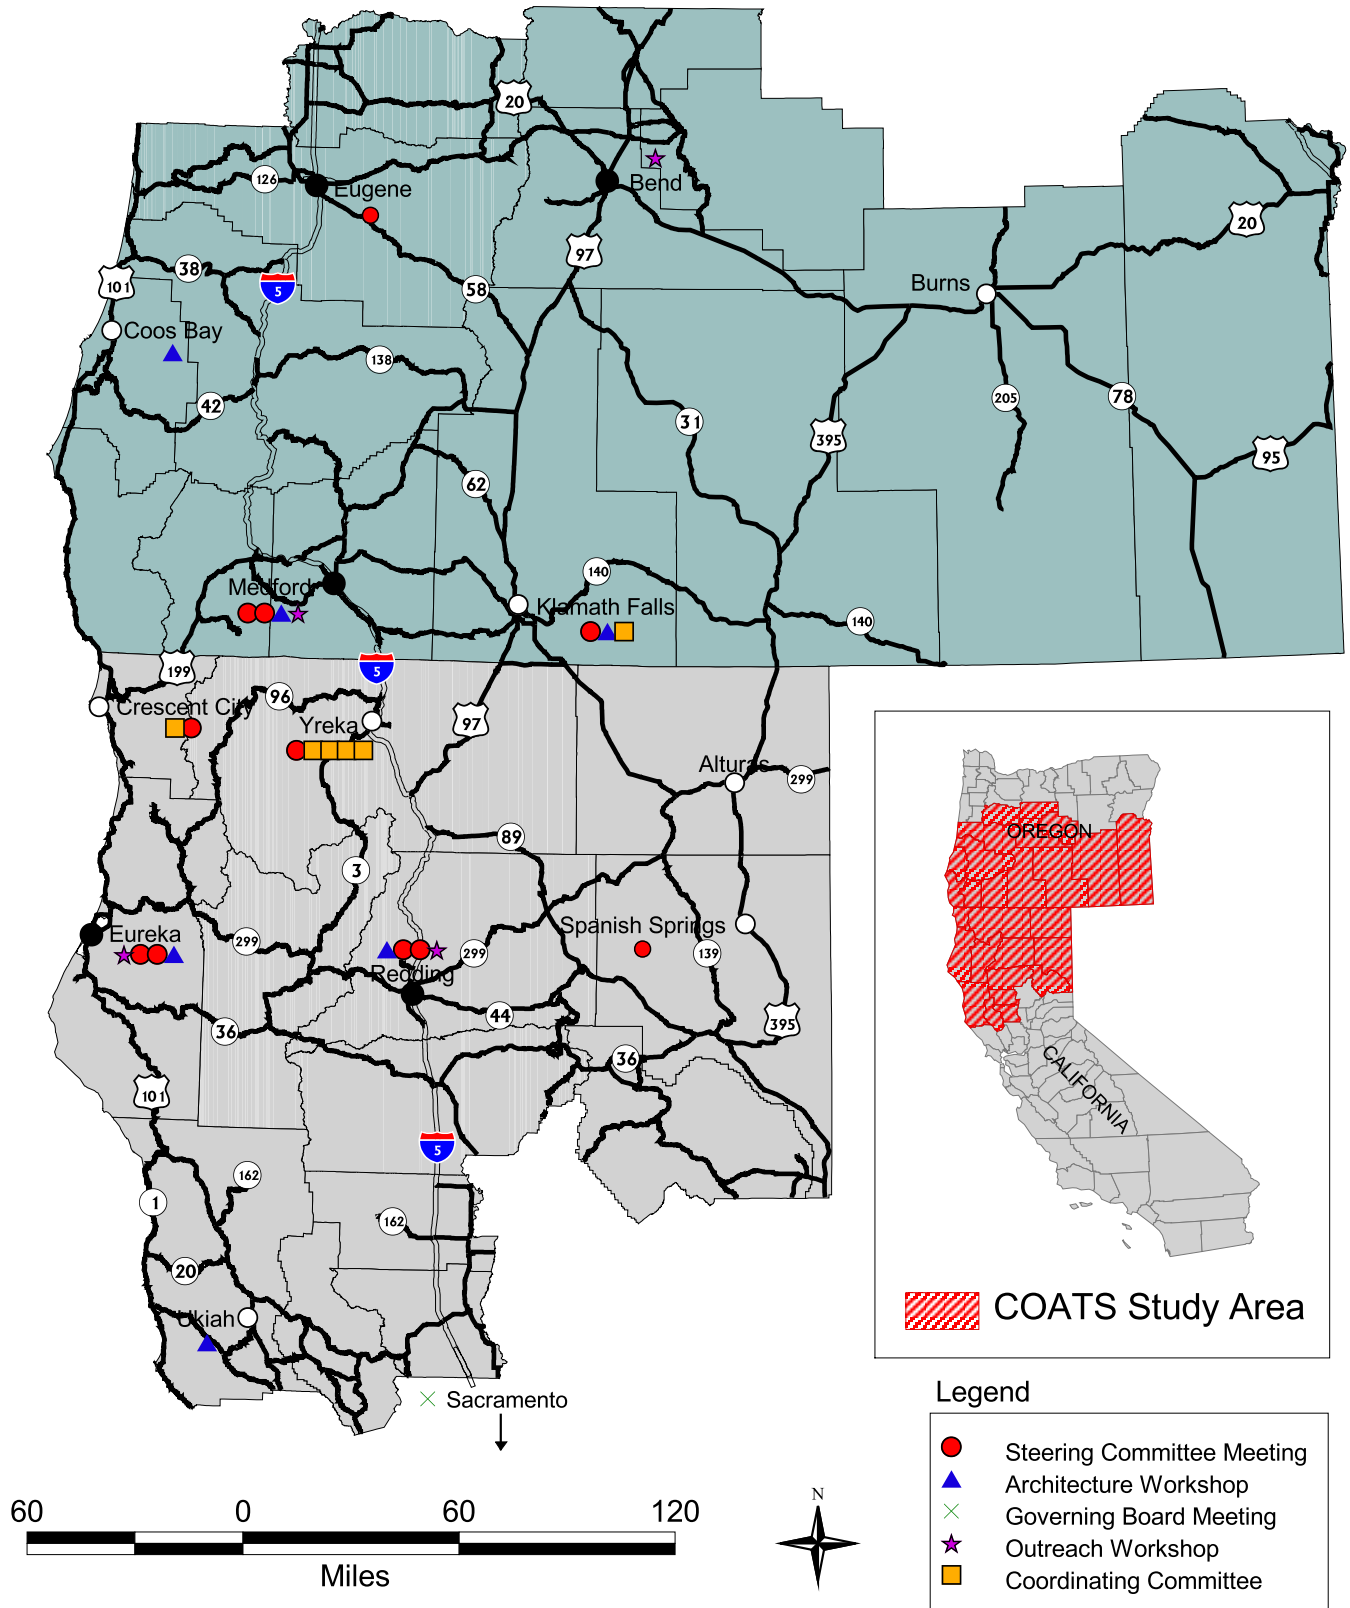 20
126
Eugene
Bend
97
20
38
101
5
58
Burns
Coos Bay
138
42
31
205
78
395
95
62
140
Medford
Klamath Falls
140
199
5
96
Crescent City
Yreka
97
Alturas
299
89
3
Eureka
299
Spanish Springs
299
139
Redding
44
395
36
36
101
5
162
1
162
20
Ukiah
Sacramento
OREGON
CALIFORNIA
COATS Study Area
Legend
Steering Committee Meeting
Architecture Workshop
Governing Board Meeting
Outreach Workshop
Coordinating Committee
60 0 60 120
Miles
N